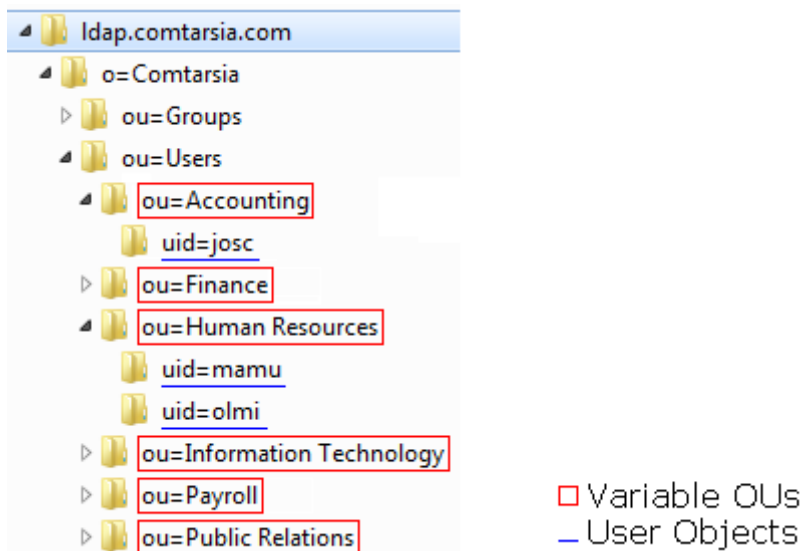 ldap.comtarsia.com
o=Comtarsia
ou=Groups
ou=Users
ou=Accounting
uid=josc
ou=Finance
ou=Human Resources
uid=mamu
uid=olmi
ou=Information Technology
ou=Payroll
ou=Public Relations
Variable OUs
User Objects